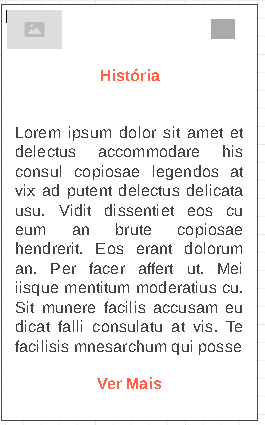 História
Lorem ipsum dolor sit amet et
delectus accommodare his
consul copiosae legendos at
vix ad putent delectus delicata
usu. Vidit dissentiet eos cu
eum an brute copiosae
hendrerit. Eos erant dolorum
an. Per facer affert ut. Mei
iisque mentitum moderatius cu.
Sit munere facilis accusam eu
dicat falli consulatu at vis. Te
facilisis mnesarchum qui posse
Ver Mais